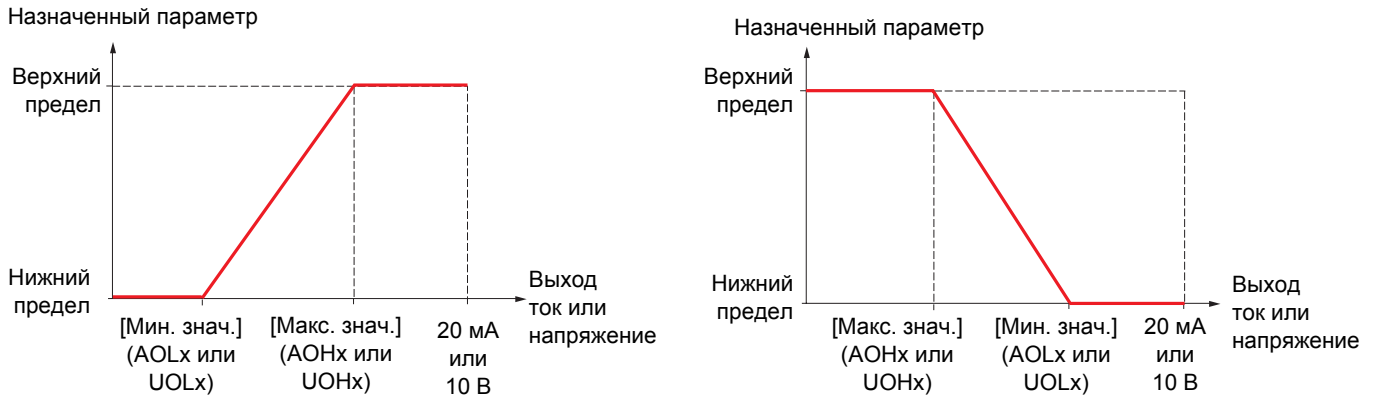 Назначенный параметр
Верхний
предел
Нижний
предел
[Мин. знач.]
(AOLx или
UOLx)
[Макс. знач.]
(AOHx или
UOHx)
20 мА
или
10 В
Выход
ток или
напряжение
Назначенный параметр
Верхний
предел
Нижний
предел
[Макс. знач.]
(AOHx или
UOHx)
[Мин. знач.]
(AOLx или
UOLx)
20 мА
или
10 В
Выход
ток или
напряжение